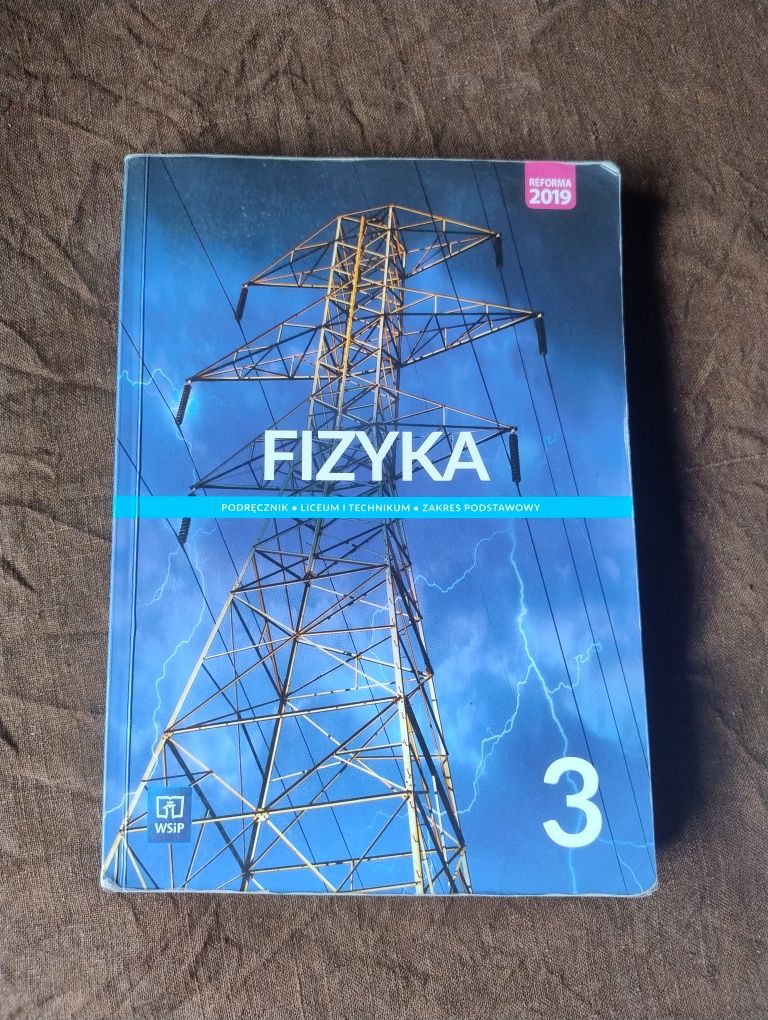 REFORMA
2019
FIZYKA
PODRĘCZNIK • LICEUM I TECHNIKUM • ZAKRES PODSTAWOWY
3
WSiP